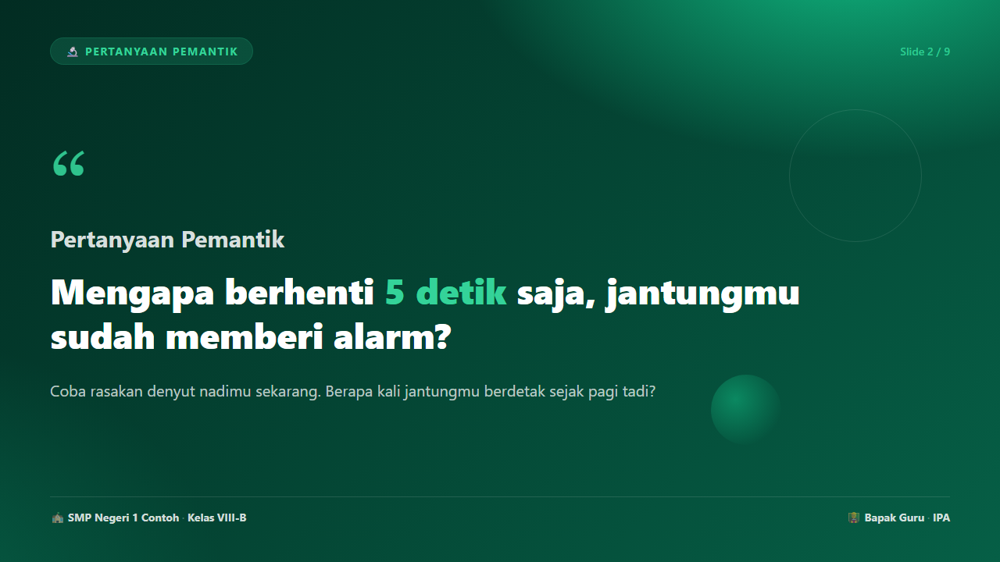 PERTANYAAN PEMANTIK
Slide 2 / 9
“
Pertanyaan Pemantik
Mengapa berhenti 5 detik saja, jantungmu
sudah memberi alarm?
Coba rasakan denyut nadimu sekarang. Berapa kali jantungmu berdetak sejak pagi tadi?
SMP Negeri 1 Contoh · Kelas VIII-B
Bapak Guru · IPA